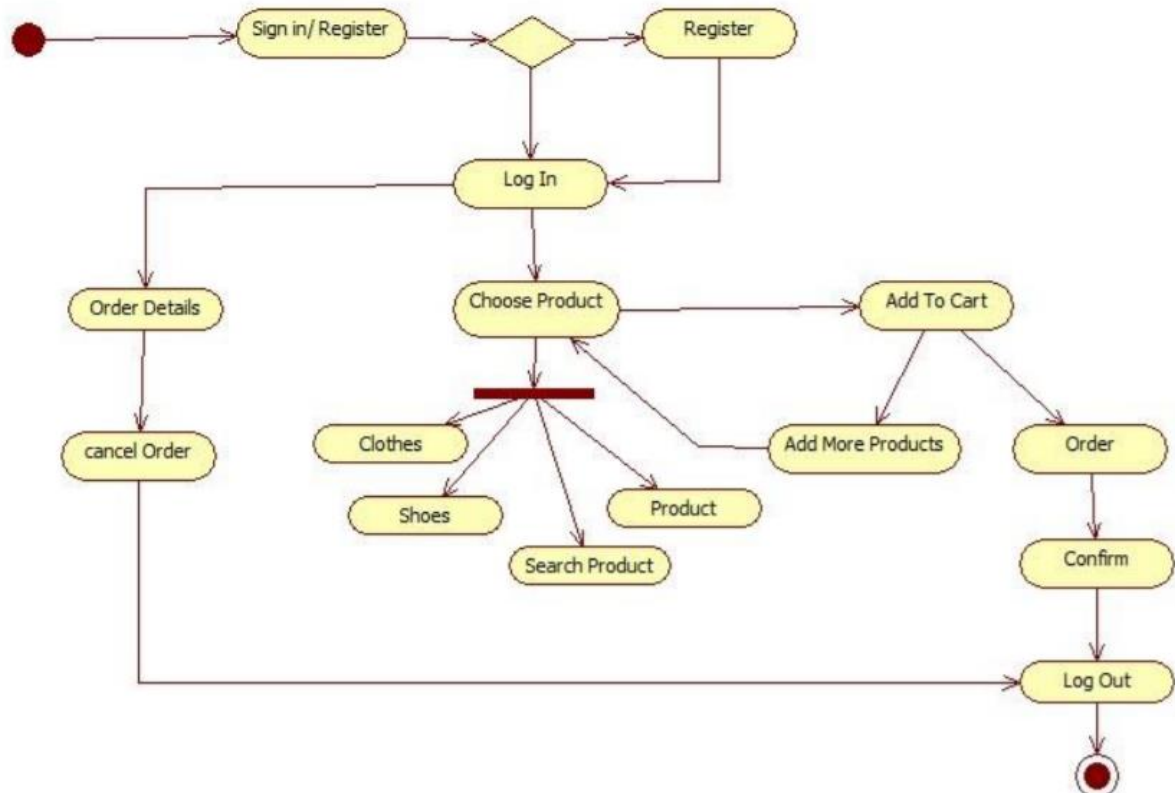 Sign in/ Register
Register
Log In
Order Details
Choose Product
Add To Cart
cancel Order
Clothes
Add More Products
Order
Shoes
Product
Search Product
Confirm
Log Out